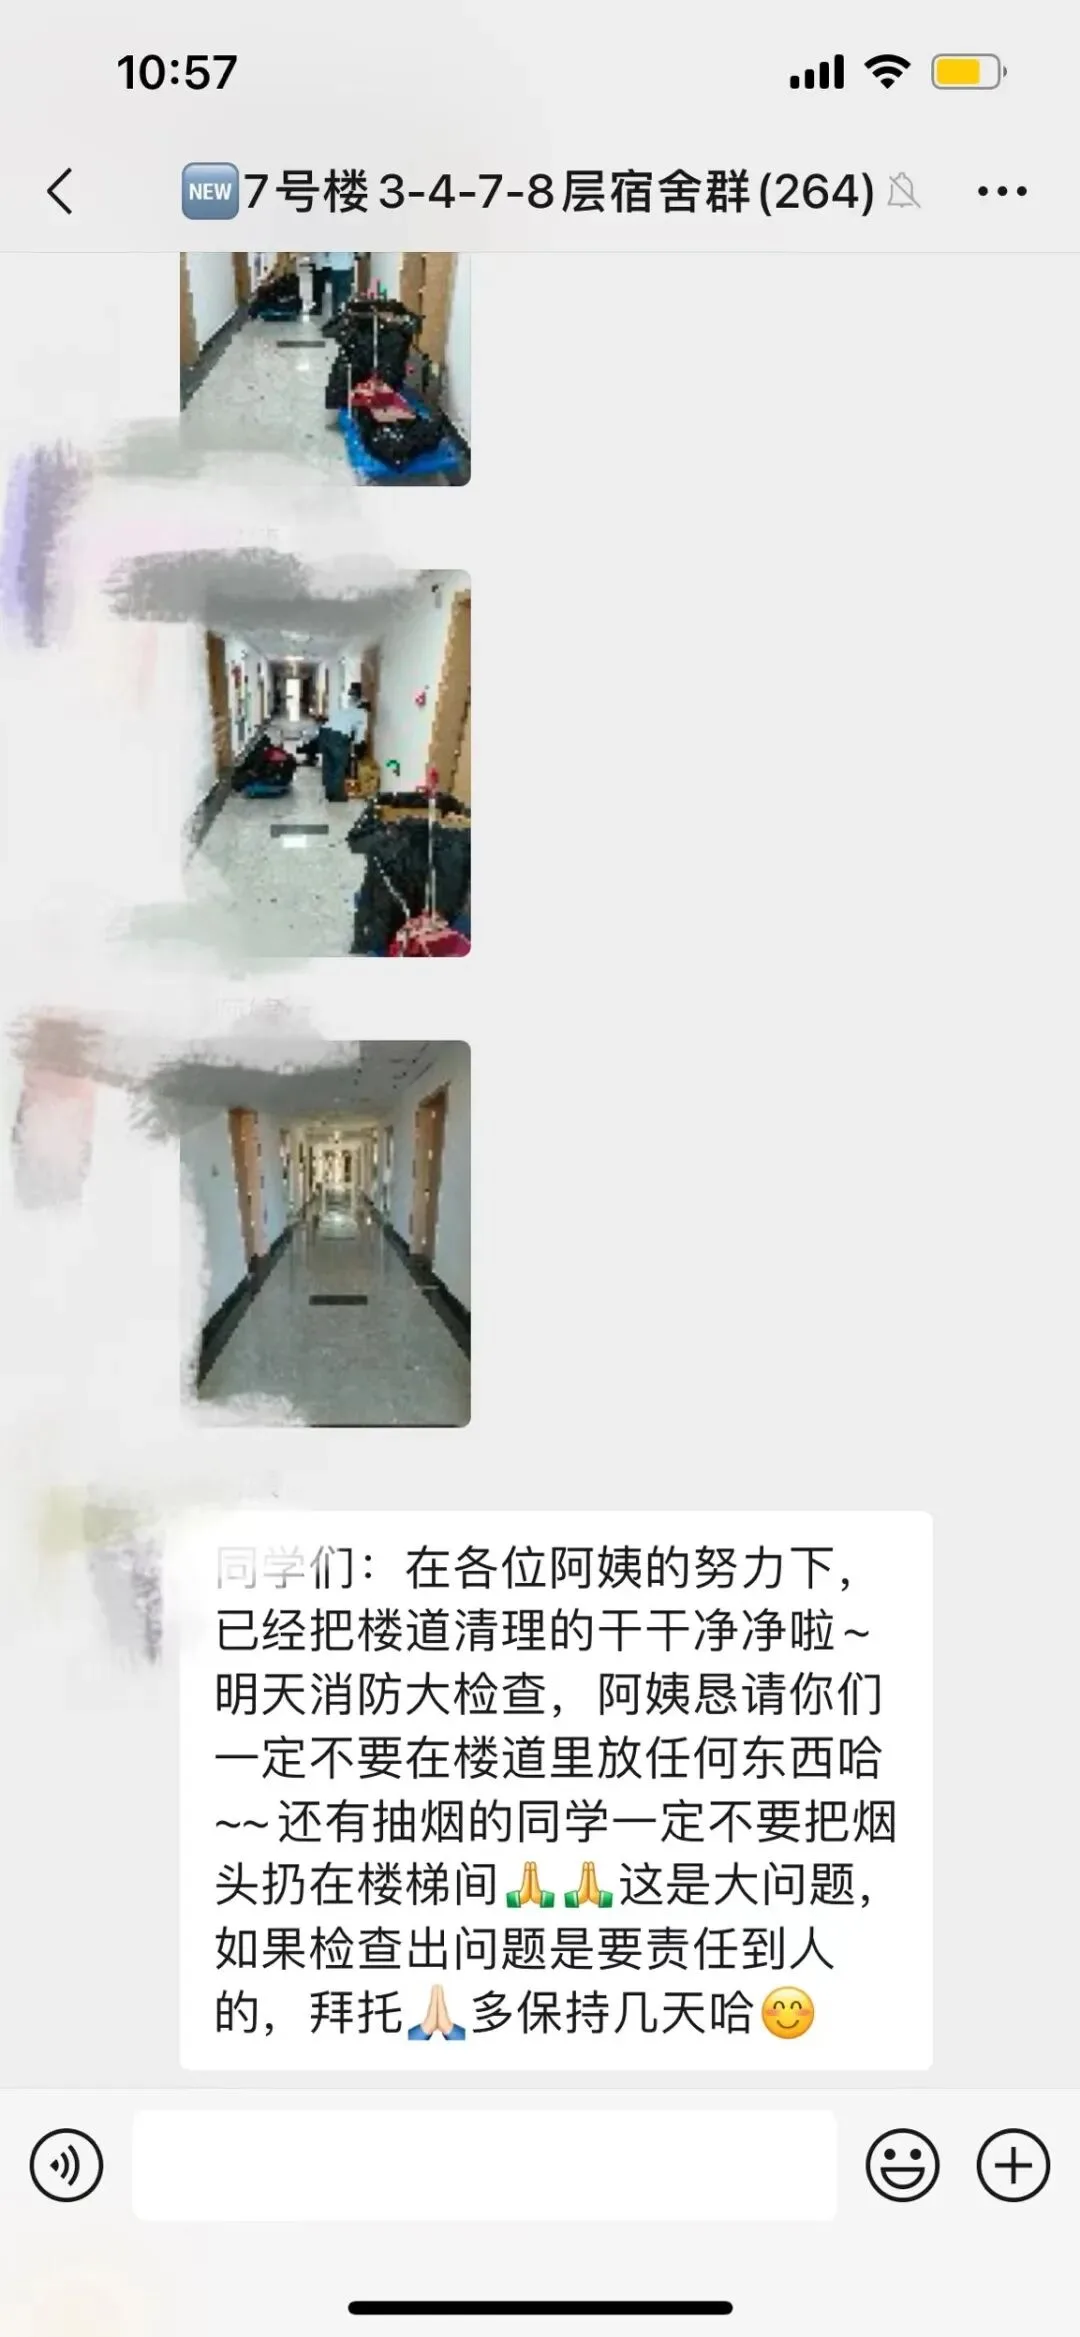 10:57
NEW 7号楼3-4-7-8层宿舍群(264)
同学们：在各位阿姨的努力下，
已经把楼道清理的干干净净啦~
明天消防大检查，阿姨恳请你们
一定不要在楼道里放任何东西哈
~~还有抽烟的同学一定不要把烟
头扔在楼梯间🙏🙏这是大问题，
如果检查出问题是要责任到人
的，拜托🙏🏻多保持几天哈😊